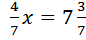 4/7 x = 7 3/7